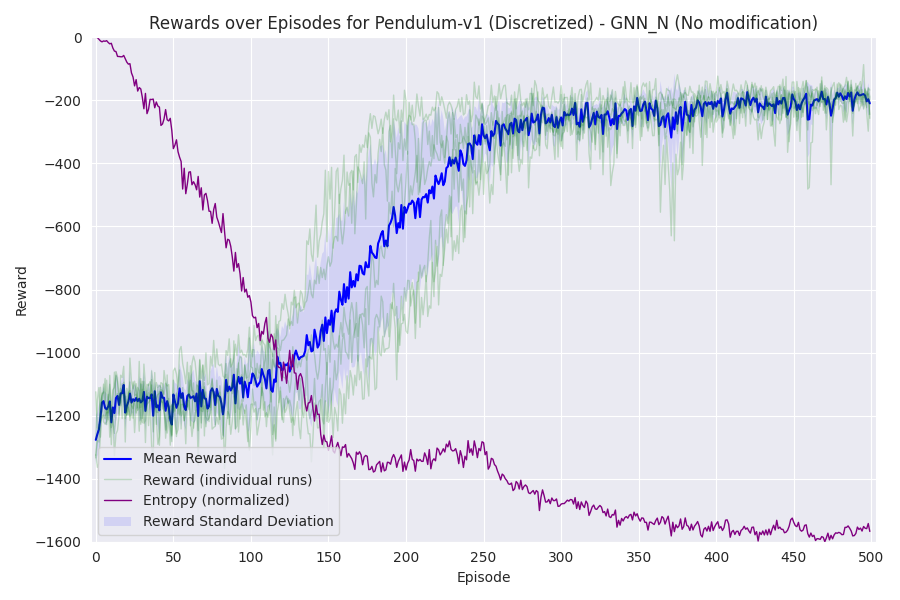 Rewards over Episodes for Pendulum-v1 (Discretized) - GNN_N (No modification)
0
−200
−400
−600
−800
−1000
−1200
−1400
−1600
Reward
Mean Reward
Reward (individual runs)
Entropy (normalized)
Reward Standard Deviation
0 50 100 150 200 250 300 350 400 450 500
Episode